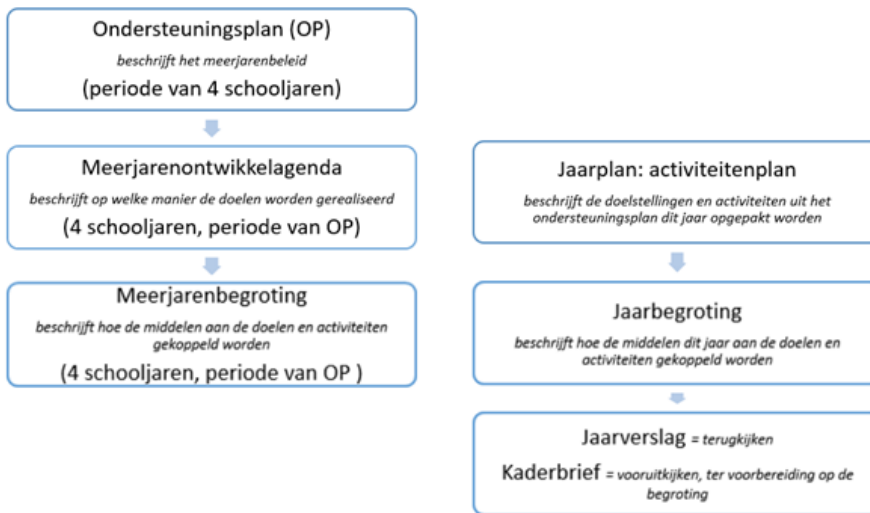 Ondersteuningsplan (OP)
beschrijft het meerjarenbeleid
(periode van 4 schooljaren)
Meerjarenontwikkelagenda
beschrijft op welke manier de doelen worden gerealiseerd
(4 schooljaren, periode van OP)
Meerjarenbegroting
beschrijft hoe de middelen aan de doelen en activiteiten
gekoppeld worden
(4 schooljaren, periode van OP )
Jaarplan: activiteitenplan
beschrijft de doelstellingen en activiteiten uit het
ondersteuningsplan dit jaar opgepakt worden
Jaarbegroting
beschrijft hoe de middelen dit jaar aan de doelen en
activiteiten gekoppeld worden
Jaarverslag = terugkijken
Kaderbrief = vooruitkijken, ter voorbereiding op de
begroting